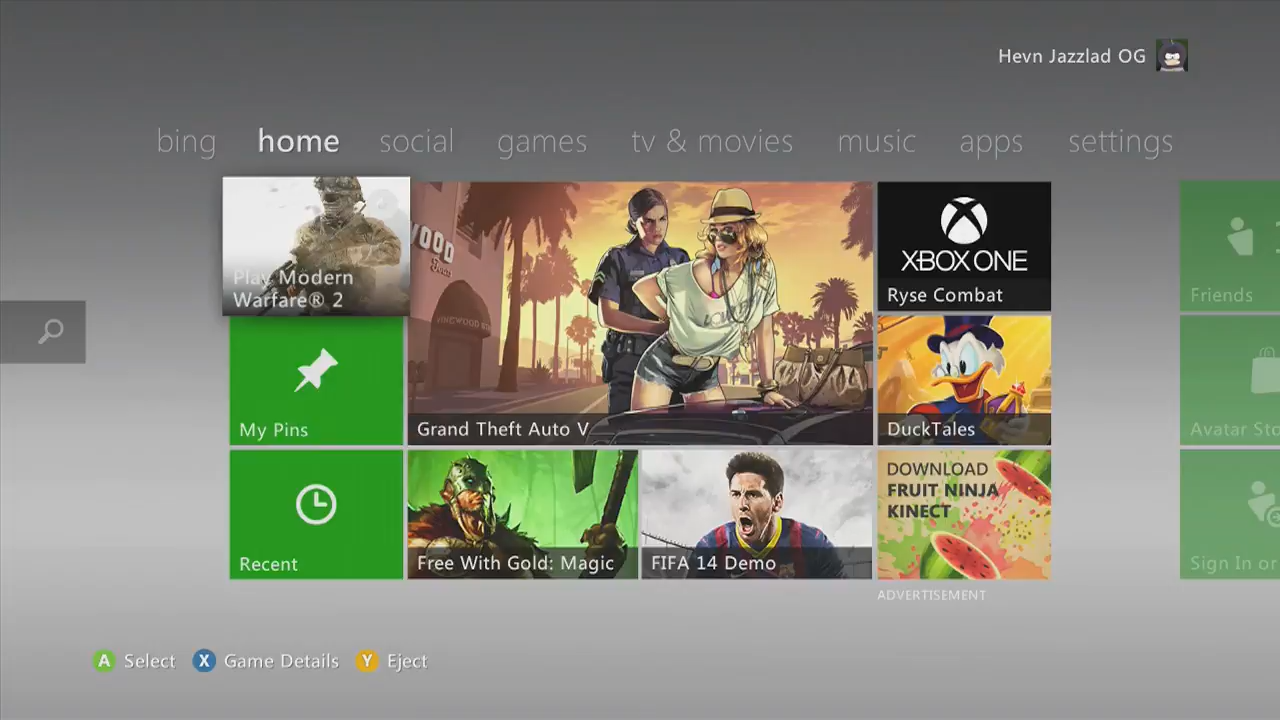 Hevn Jazzlad OG
bing home social games tv & movies music apps settings
Play Modern
Warfare® 2
WOOD
VINEWOOD
XBOX ONE
Ryse Combat
Friends
My Pins
Grand Theft Auto V
DuckTales
Avatar Sto
DOWNLOAD
FRUIT NINJA
KINECT
Recent
Free With Gold: Magic
FIFA 14 Demo
Sign In or
ADVERTISEMENT
A Select X Game Details Y Eject